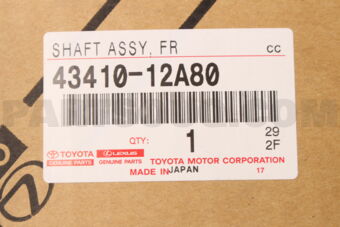 SHAFT ASSY, FR CC
43410-12A80
QTY: 1 29
2F
TOYOTA LEXUS TOYOTA MOTOR CORPORATION
GENUINE PARTS GENUINE PARTS
MADE IN JAPAN 17